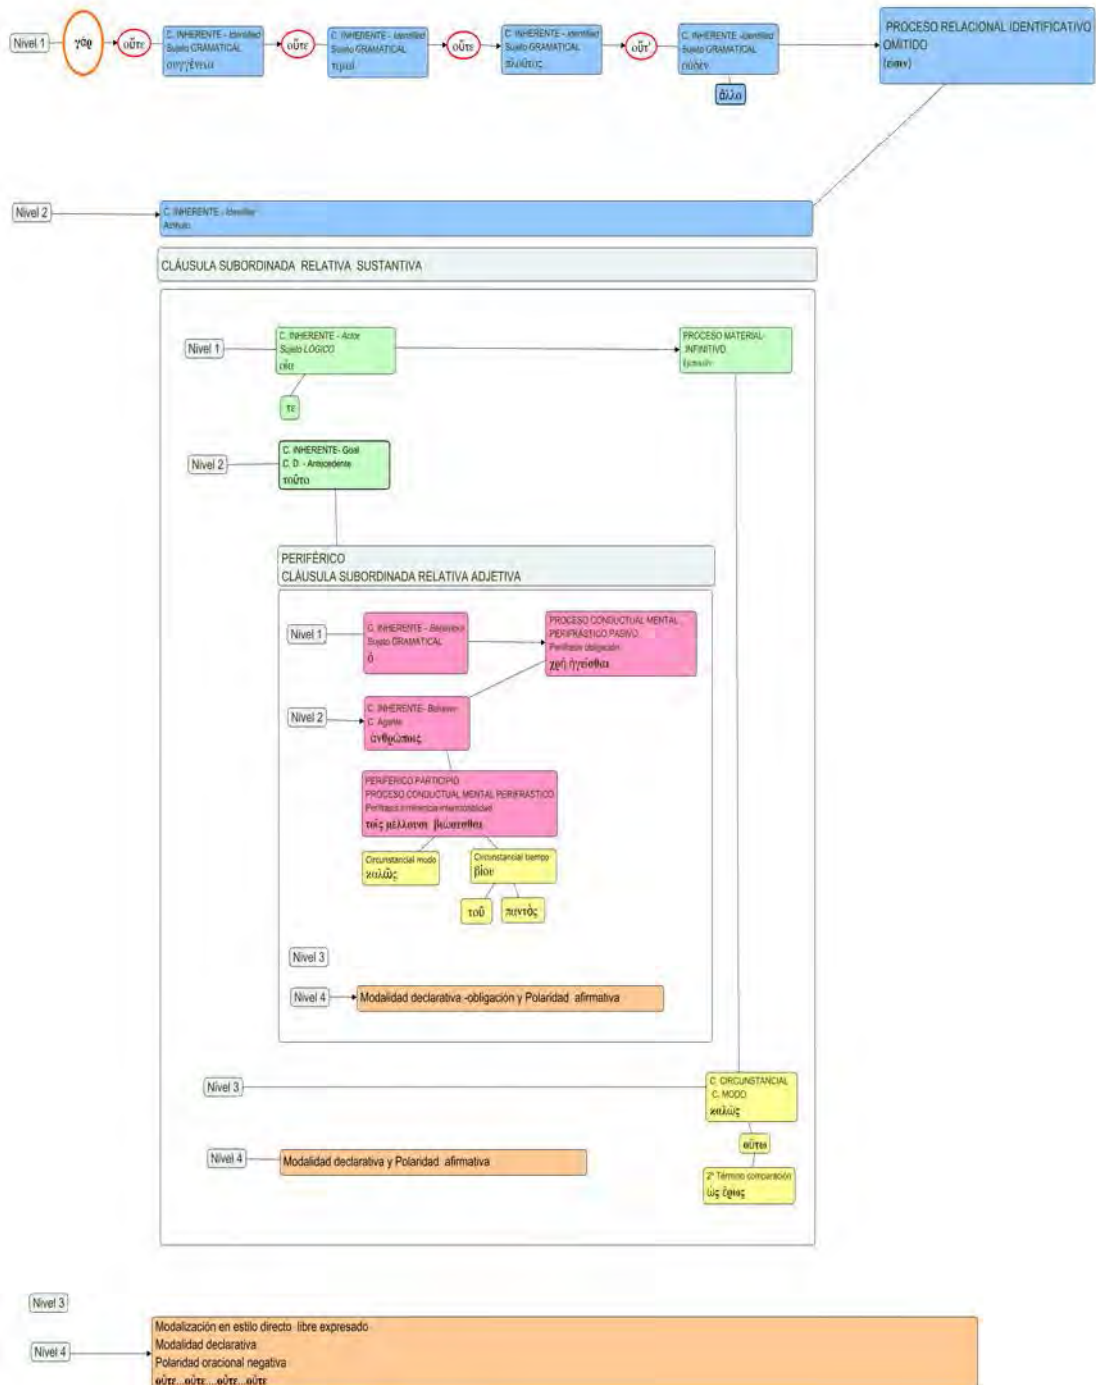 Nivel 1
γὰρ
οὔτε
C. INHERENTE - Identified
Sujeto GRAMATICAL
συγγένεια
οὔτε
C. INHERENTE - Identified
Sujeto GRAMATICAL
τιμαὶ
οὔτε
C. INHERENTE - Identified
Sujeto GRAMATICAL
πλοῦτος
οὔτ'
C. INHERENTE - Identified
Sujeto GRAMATICAL
οὐδὲν
ἄλλο
PROCESO RELACIONAL IDENTIFICATIVO
OMITIDO
Nivel 2
C. INHERENTE - Identifier
Atributo
CLÁUSULA SUBORDINADA RELATIVA SUSTANTIVA
Nivel 1
C. INHERENTE - Actor
Sujeto LÓGICO
οἵα
τε
PROCESO MATERIAL-
INFINITIVO
Nivel 2
C. INHERENTE- Goal
C. D. - Antecedente
τοῦτο
PERIFÉRICO
CLÁUSULA SUBORDINADA RELATIVA ADJETIVA
Nivel 1
C. INHERENTE -
Sujeto GRAMATICAL
ὃ
PROCESO CONDUCTUAL MENTAL
PERIFRÁSTICO PASIVO
Perífrasis obligación
χρὴ ἡγεῖσθαι
Nivel 2
C. INHERENTE- Behaver
C. Agente
ἀνθρώποις
PERIFÉRICO PARTICIPIO
PROCESO CONDUCTUAL MENTAL PERIFRÁSTICO
τοῖς μέλλουσι βιώσεσθαι
Circunstancial modo
καλῶς
Circunstancial tiempo
βίου
τοῦ
παντὸς
Nivel 3
Nivel 4
Modalidad declarativa -obligación y Polaridad afirmativa
Nivel 3
C. CIRCUNSTANCIAL
C. MODO
καλῶς
οὕτω
2º Término comparación
ὡς ἔρως
Nivel 4
Modalidad declarativa y Polaridad afirmativa
Nivel 3
Nivel 4
Modalización en estilo directo libre expresado
Modalidad declarativa
Polaridad oracional negativa
οὔτε...οὔτε....οὔτε...οὔτε